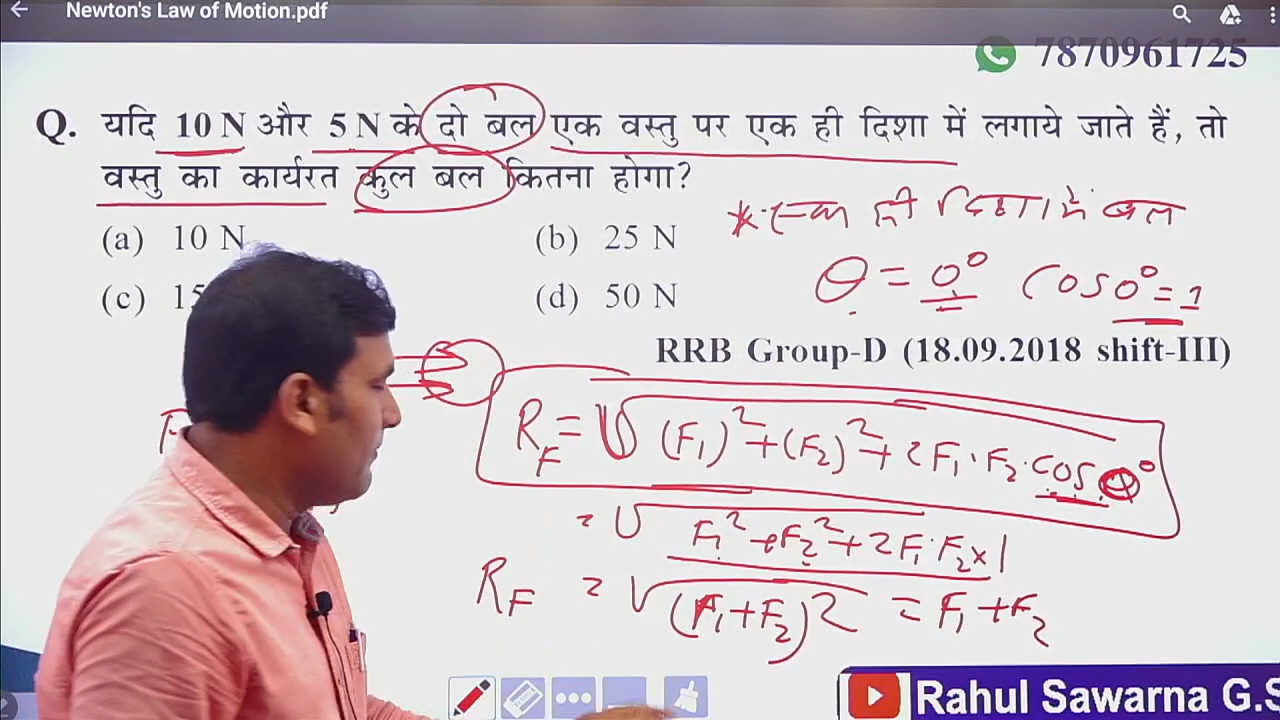 Newton's Law of Motion.pdf
7870961725
Q. यदि 10 N और 5 N के दो बल एक वस्तु पर एक ही दिशा में लगाये जाते हैं, तो
वस्तु का कार्यरत कुल बल कितना होगा?
* एक ही दिशा में बल
(a) 10 N (b) 25 N
θ = 0° cos0° = 1
(c) 15 (d) 50 N
RRB Group-D (18.09.2018 shift-III)
R_F = √(F₁)² + (F₂)² + 2F₁·F₂·cosθ°
= √F₁² + F₂² + 2F₁·F₂×1
R_F = √(F₁+F₂)2 = F₁+F₂
Rahul Sawarna G.S